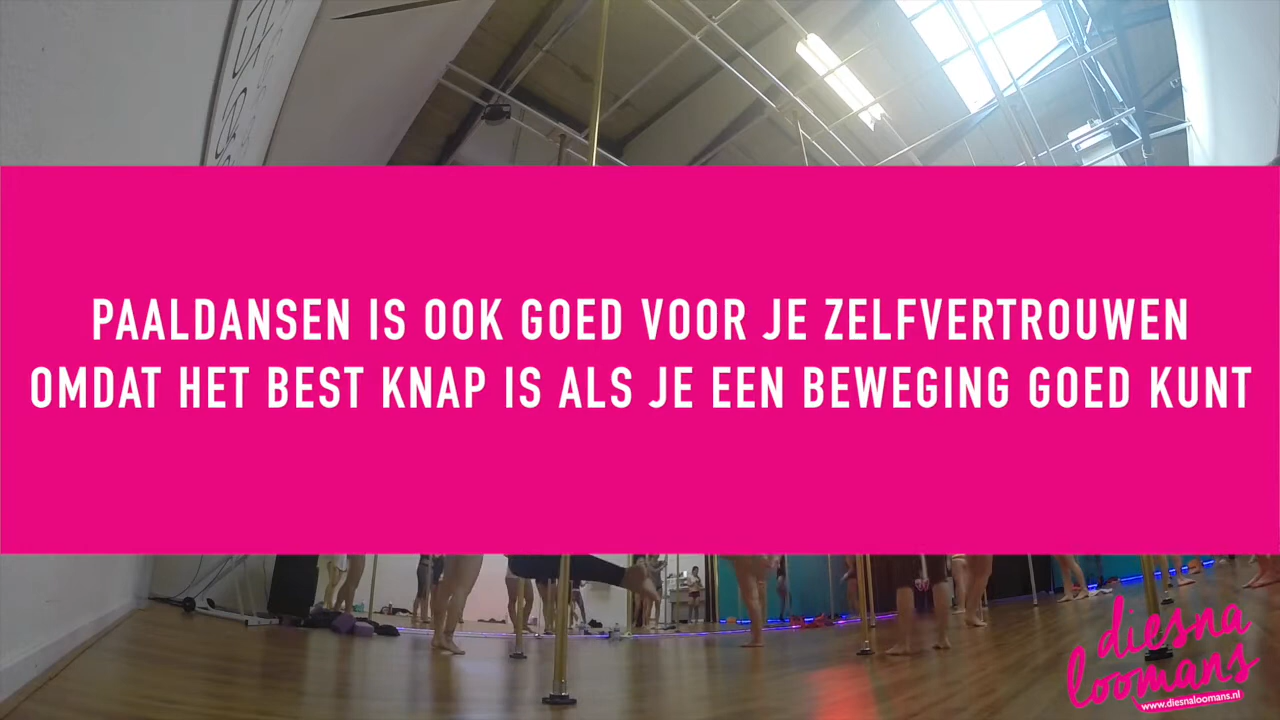 PAALDANSEN IS OOK GOED VOOR JE ZELFVERTROUWEN
OMDAT HET BEST KNAP IS ALS JE EEN BEWEGING GOED KUNT
diesna
loomans
www.diesnaloomans.nl